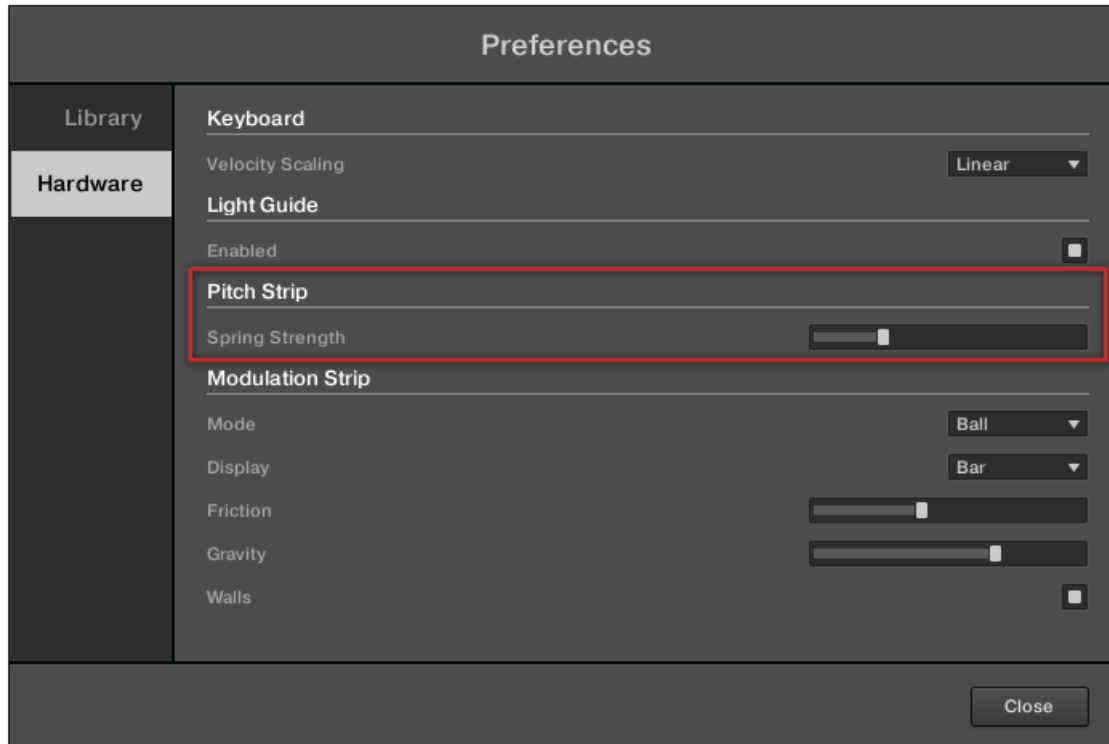 Preferences
Library
Hardware
Keyboard
Velocity Scaling Linear
Light Guide
Enabled
Pitch Strip
Spring Strength
Modulation Strip
Mode Ball
Display Bar
Friction
Gravity
Walls
Close